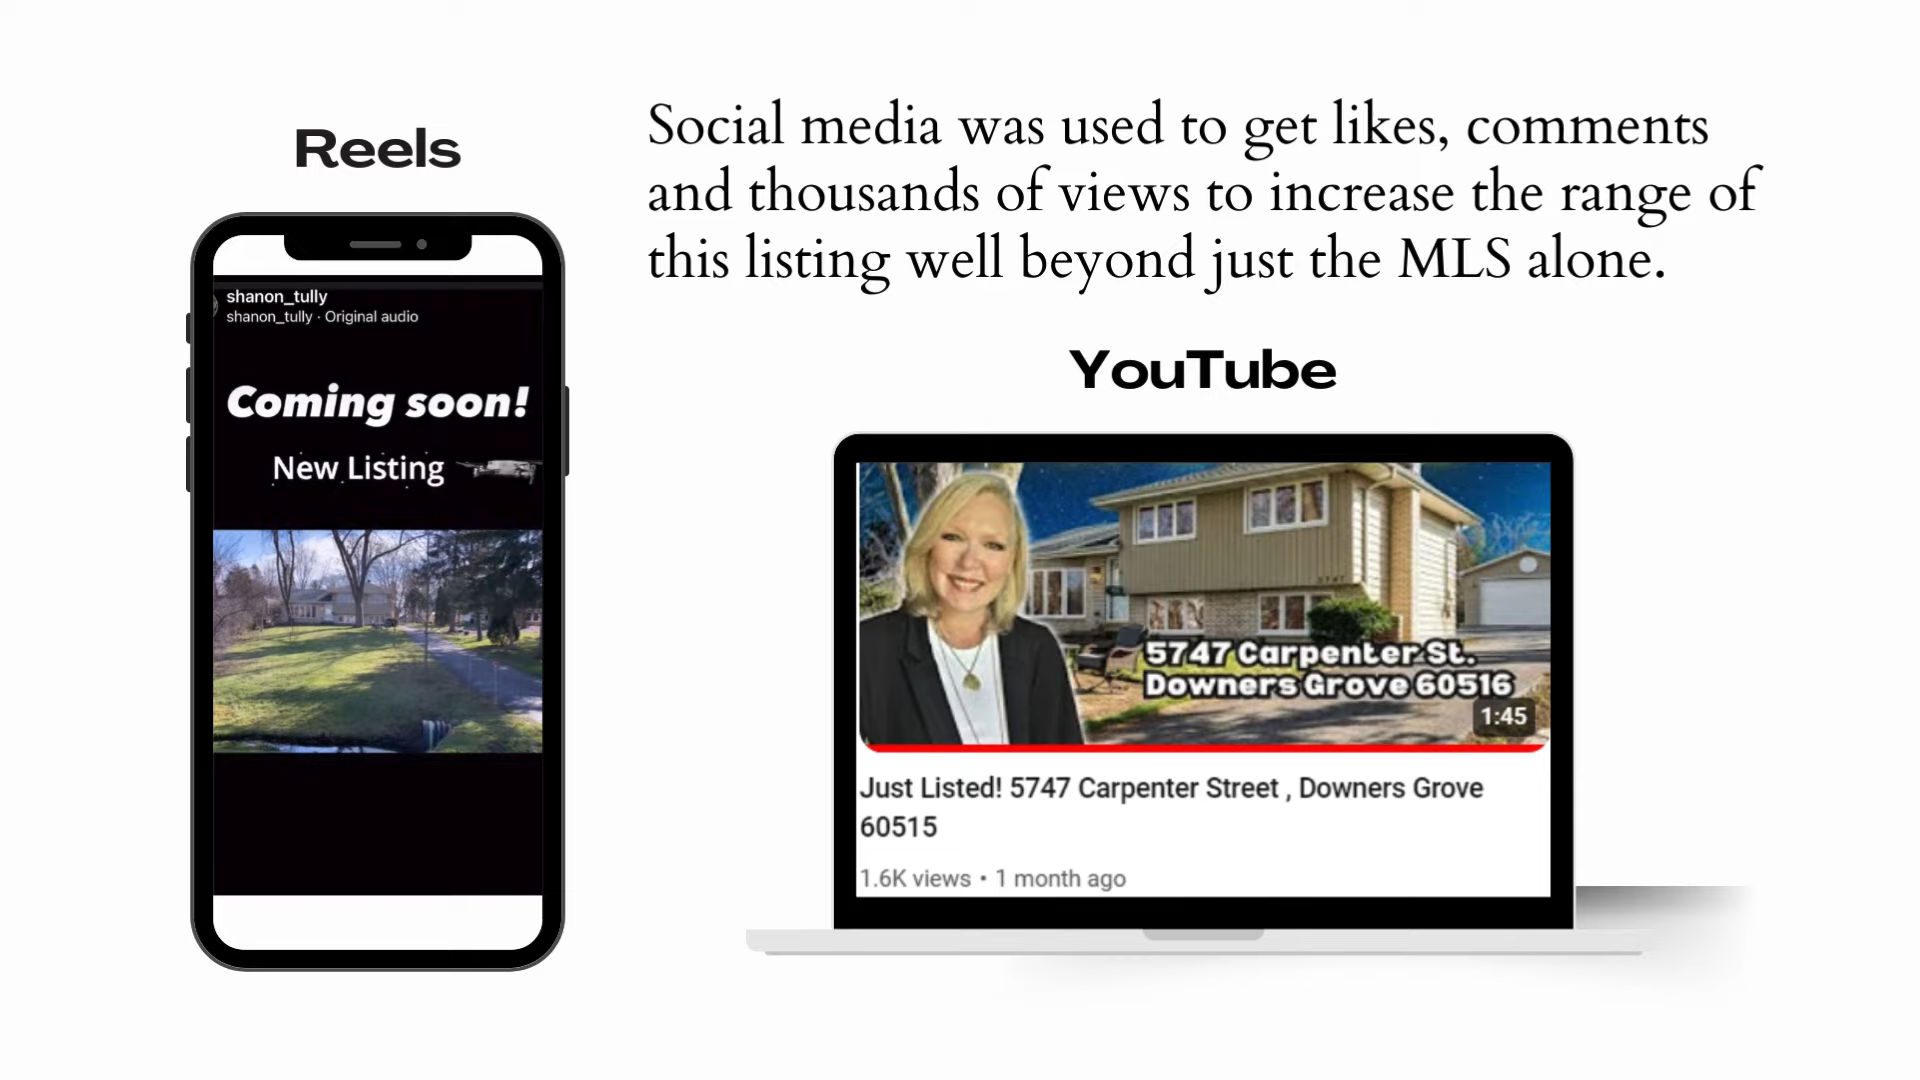 Reels
Social media was used to get likes, comments
and thousands of views to increase the range of
this listing well beyond just the MLS alone.
shanon_tully
shanon_tully · Original audio
Coming soon!
New Listing
YouTube
5747
5747 Carpenter St.
Downers Grove 60516
1:45
Just Listed! 5747 Carpenter Street , Downers Grove
60515
1.6K views • 1 month ago